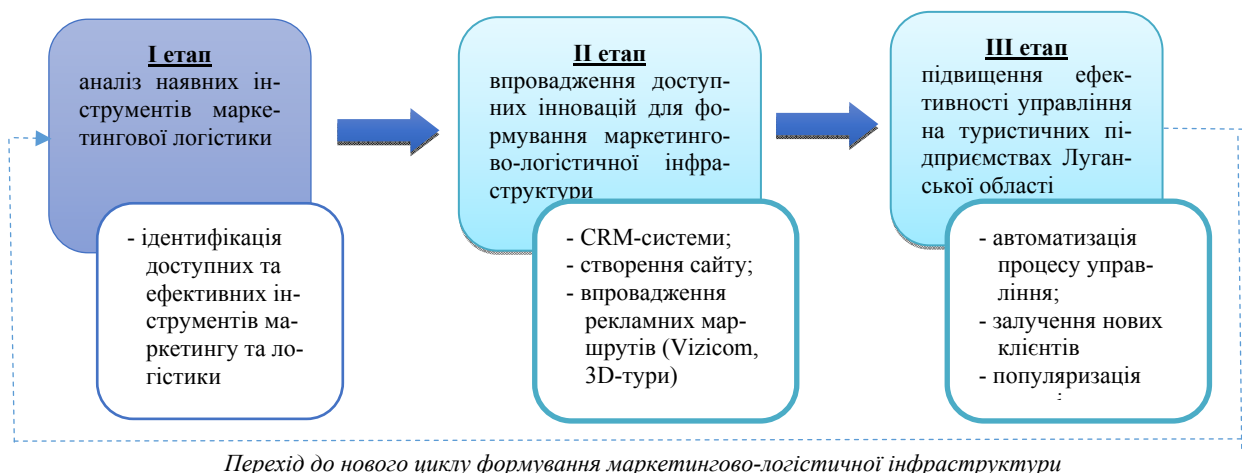 І етап
аналіз наявних ін-
струментів марке-
тингової логістики
- ідентифікація
доступних та
ефективних ін-
струментів ма-
ркетингу та ло-
гістики
ІІ етап
впровадження доступ-
них інновацій для фо-
рмування маркетинго-
во-логістичної інфра-
структури
- CRM-системи;
- створення сайту;
- впровадження
рекламних мар-
шрутів (Vizicom,
3D-тури)
ІІІ етап
підвищення ефек-
тивності управління
на туристичних пі-
дприємствах Луган-
ської області
- автоматизація
процесу управ-
ління;
- залучення нових
клієнтів
- популяризація
Перехід до нового циклу формування маркетингово-логістичної інфраструктури